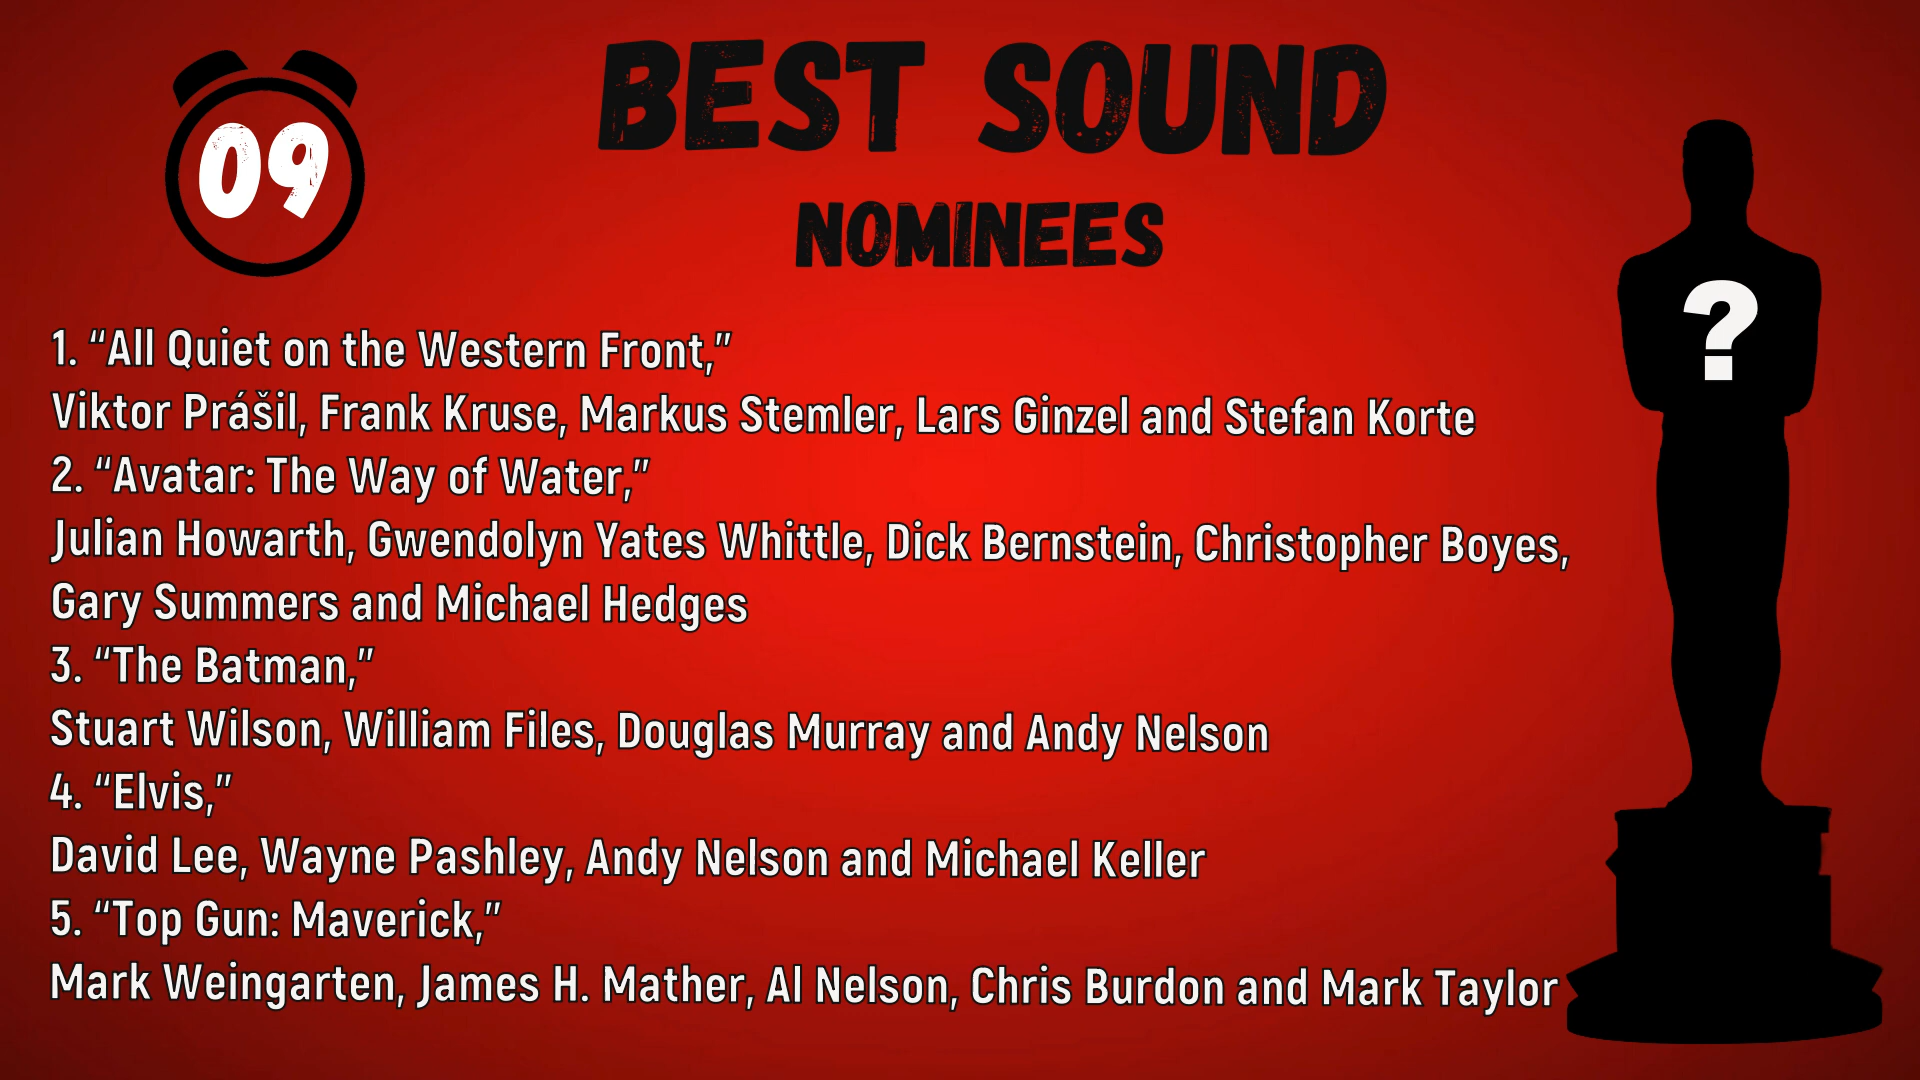 09
BEST SOUND
NOMINEES
?
1. “All Quiet on the Western Front,”
Viktor Prášil, Frank Kruse, Markus Stemler, Lars Ginzel and Stefan Korte
2. “Avatar: The Way of Water,”
Julian Howarth, Gwendolyn Yates Whittle, Dick Bernstein, Christopher Boyes,
Gary Summers and Michael Hedges
3. “The Batman,”
Stuart Wilson, William Files, Douglas Murray and Andy Nelson
4. “Elvis,”
David Lee, Wayne Pashley, Andy Nelson and Michael Keller
5. “Top Gun: Maverick,”
Mark Weingarten, James H. Mather, Al Nelson, Chris Burdon and Mark Taylor